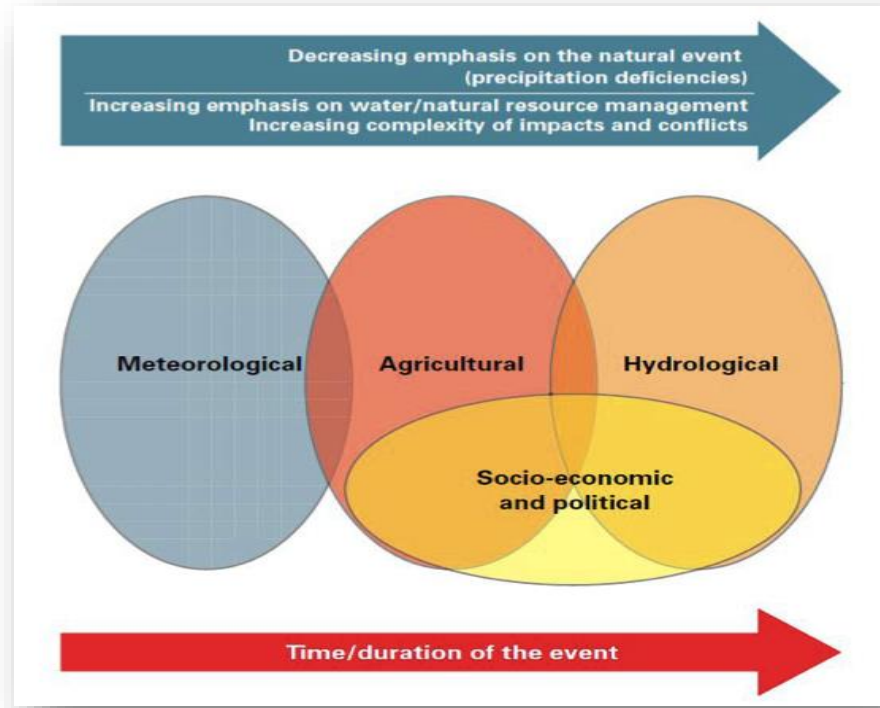 Decreasing emphasis on the natural event
(precipitation deficiencies)
Increasing emphasis on water/natural resource management
Increasing complexity of impacts and conflicts
Meteorological
Agricultural
Hydrological
Socio-economic
and political
Time/duration of the event